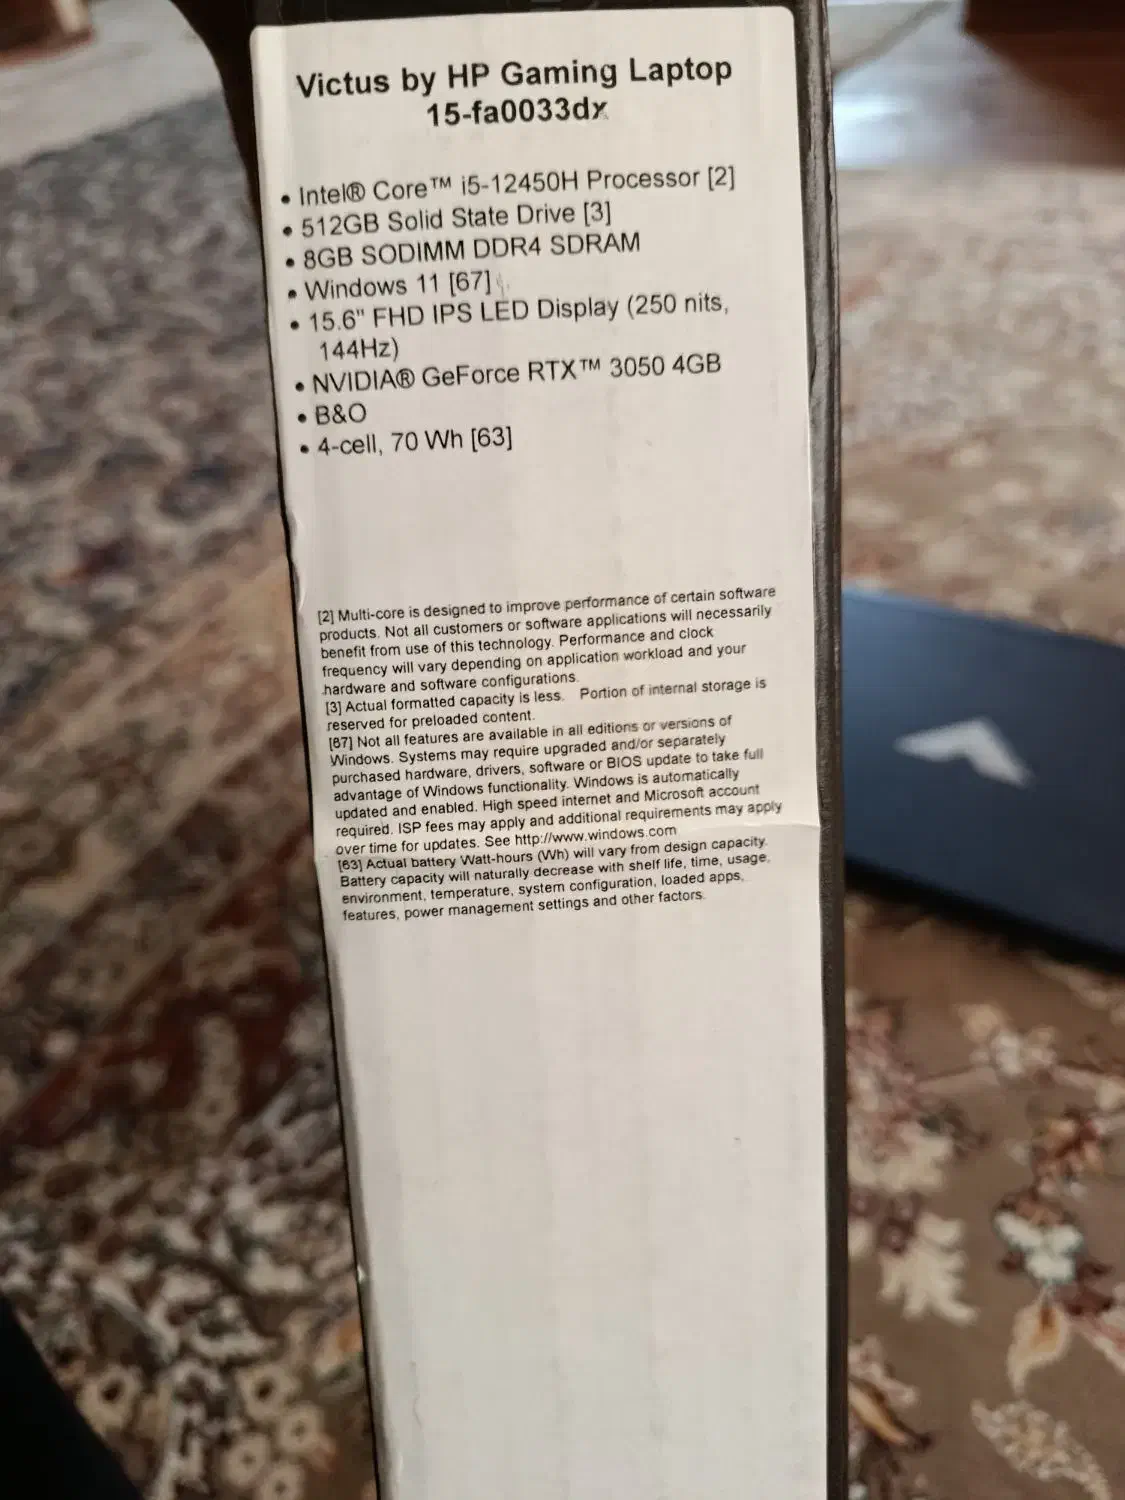 Victus by HP Gaming Laptop
15-fa0033dx
• Intel® Core™ i5-12450H Processor [2]
• 512GB Solid State Drive [3]
• 8GB SODIMM DDR4 SDRAM
• Windows 11 [67]
• 15.6" FHD IPS LED Display (250 nits,
144Hz)
• NVIDIA® GeForce RTX™ 3050 4GB
• B&O
• 4-cell, 70 Wh [63]
[2] Multi-core is designed to improve performance of certain software
products. Not all customers or software applications will necessarily
benefit from use of this technology. Performance and clock
frequency will vary depending on application workload and your
hardware and software configurations.
[3] Actual formatted capacity is less. Portion of internal storage is
reserved for preloaded content.
[67] Not all features are available in all editions or versions of
Windows. Systems may require upgraded and/or separately
purchased hardware, drivers, software or BIOS update to take full
advantage of Windows functionality. Windows is automatically
updated and enabled. High speed internet and Microsoft account
required. ISP fees may apply and additional requirements may apply
over time for updates. See http://www.windows.com
[63] Actual battery Watt-hours (Wh) will vary from design capacity.
Battery capacity will naturally decrease with shelf life, time, usage,
environment, temperature, system configuration, loaded apps,
features, power management settings and other factors.